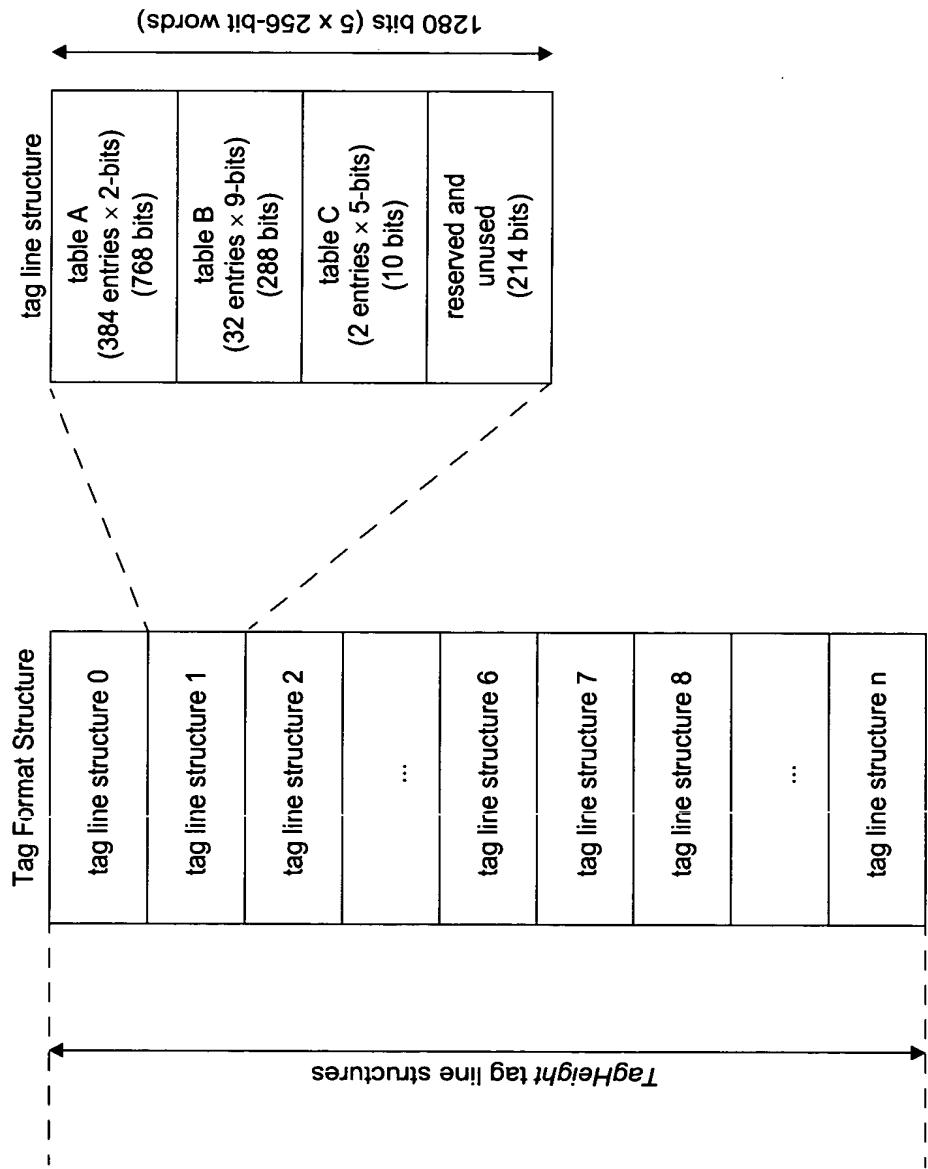 Tag Format Structure
tag line structure 0
tag line structure 1
tag line structure 2
...
tag line structure 6
tag line structure 7
tag line structure 8
...
tag line structure n
TagHeight tag line structures
tag line structure
table A
(384 entries × 2-bits)
(768 bits)
table B
(32 entries × 9-bits)
(288 bits)
table C
(2 entries × 5-bits)
(10 bits)
reserved and
unused
(214 bits)
1280 bits (5 x 256-bit words)